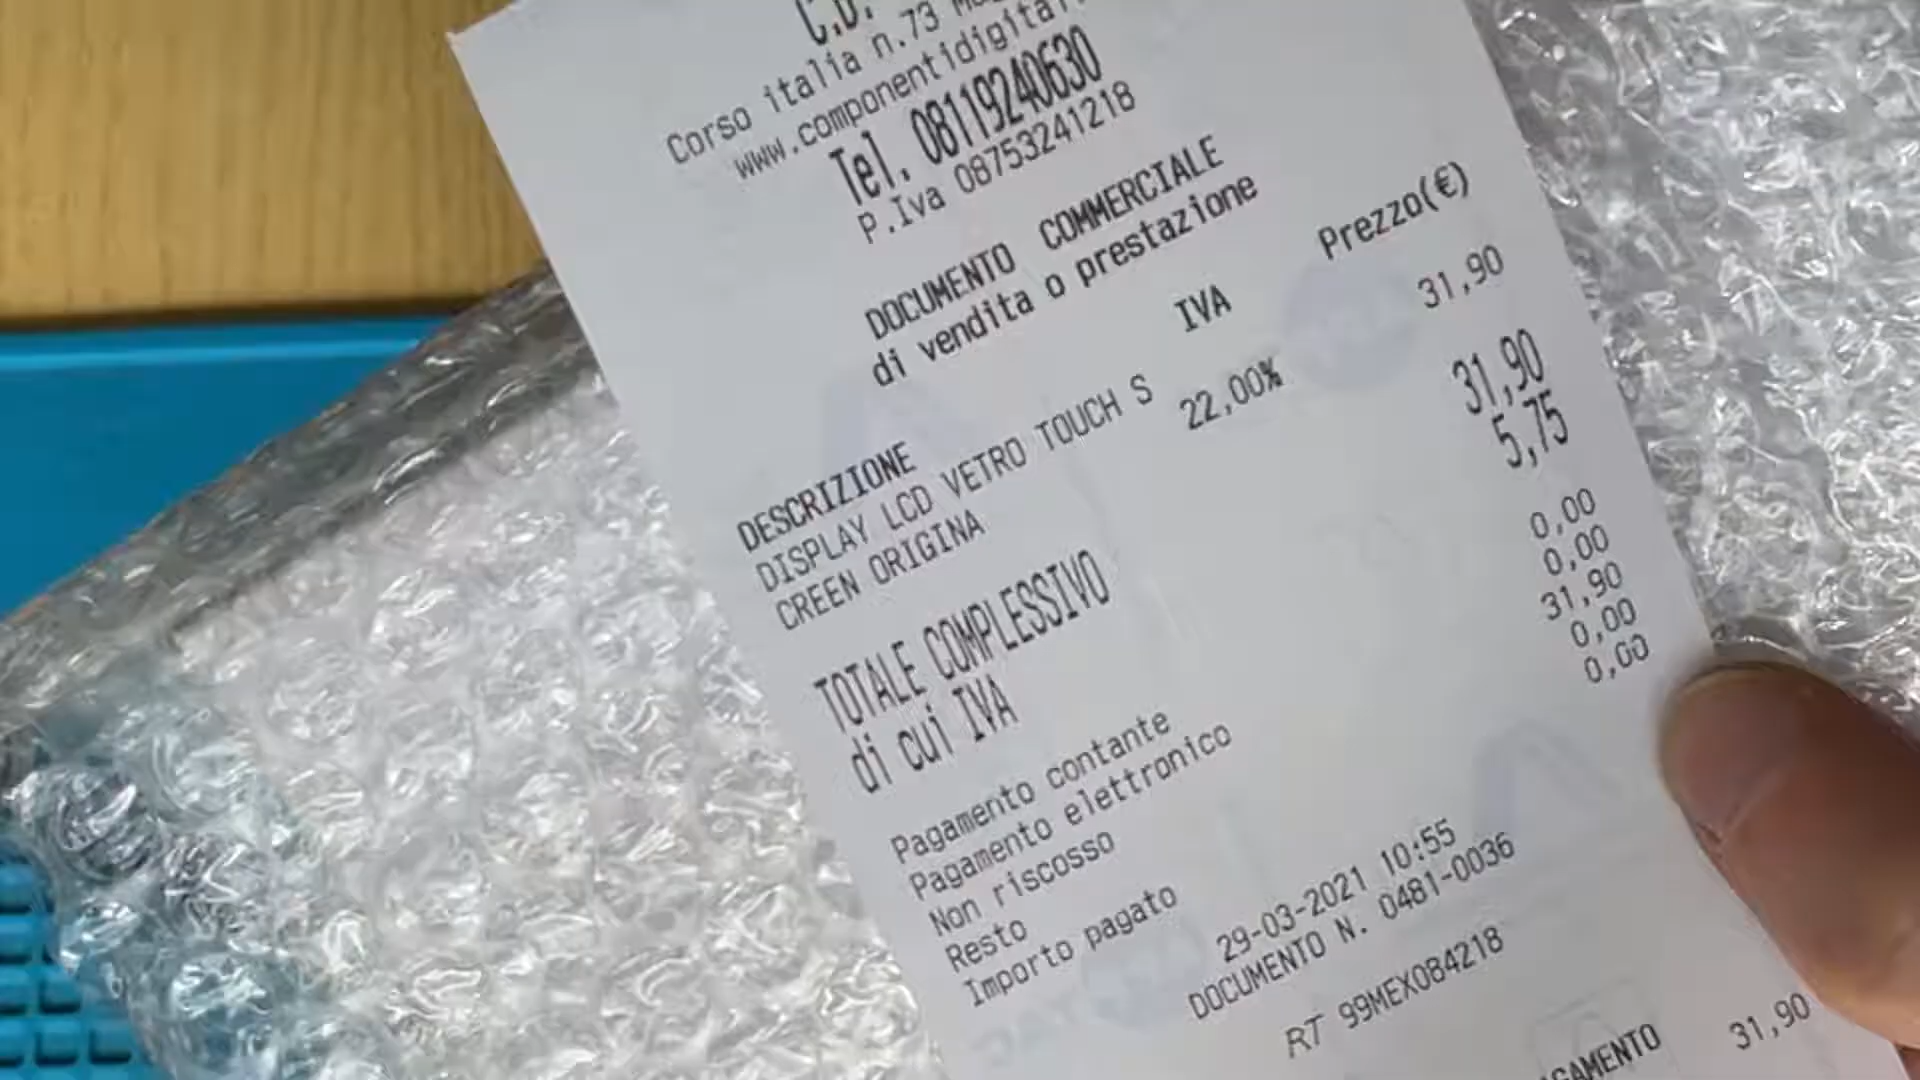 C.D.
Corso italia n.73
www.componentidigitali.
Tel. 08119240630
P.Iva 08753241218
DOCUMENTO COMMERCIALE
di vendita o prestazione
DESCRIZIONE IVA Prezzo(€)
DISPLAY LCD VETRO TOUCH S 22,00% 31,90
CREEN ORIGINA
TOTALE COMPLESSIVO 31,90
di cui IVA 5,75
Pagamento contante 0,00
Pagamento elettronico 0,00
Non riscosso 31,90
Resto 0,00
Importo pagato 0,00
29-03-2021 10:55
DOCUMENTO N. 0481-0036
RT 99MEX084218
AGAMENTO 31,90